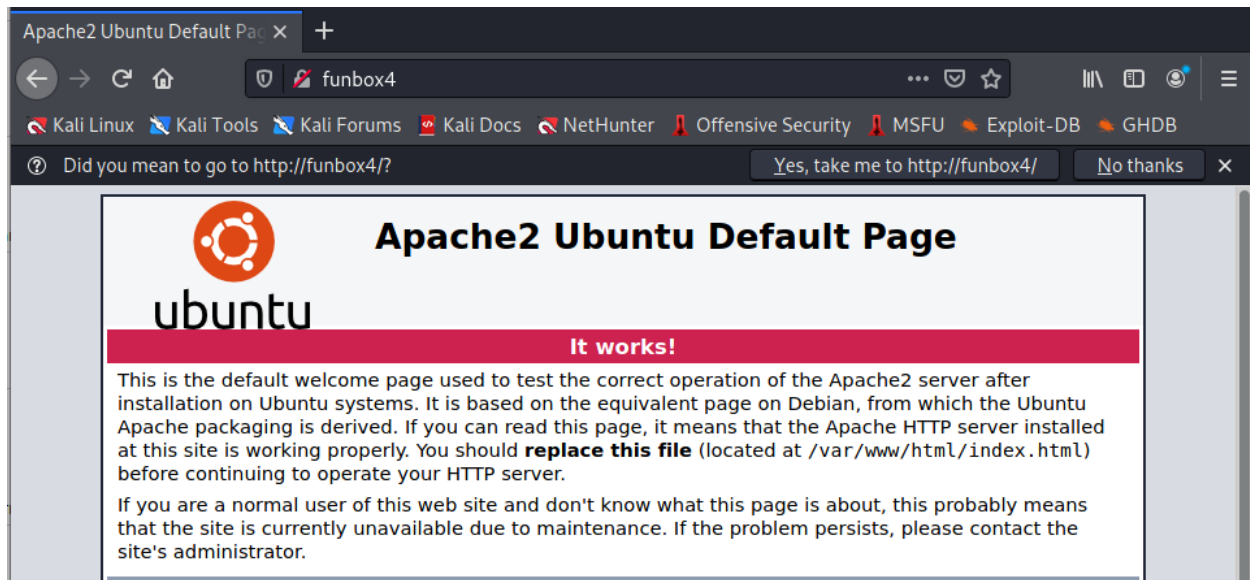 Apache2 Ubuntu Default Pag
funbox4
Kali Linux Kali Tools Kali Forums Kali Docs NetHunter Offensive Security MSFU Exploit-DB GHDB
Did you mean to go to http://funbox4/? Yes, take me to http://funbox4/ No thanks
Apache2 Ubuntu Default Page
ubuntu
It works!
This is the default welcome page used to test the correct operation of the Apache2 server after
installation on Ubuntu systems. It is based on the equivalent page on Debian, from which the Ubuntu
Apache packaging is derived. If you can read this page, it means that the Apache HTTP server installed
at this site is working properly. You should replace this file (located at /var/www/html/index.html)
before continuing to operate your HTTP server.
If you are a normal user of this web site and don't know what this page is about, this probably means
that the site is currently unavailable due to maintenance. If the problem persists, please contact the
site's administrator.